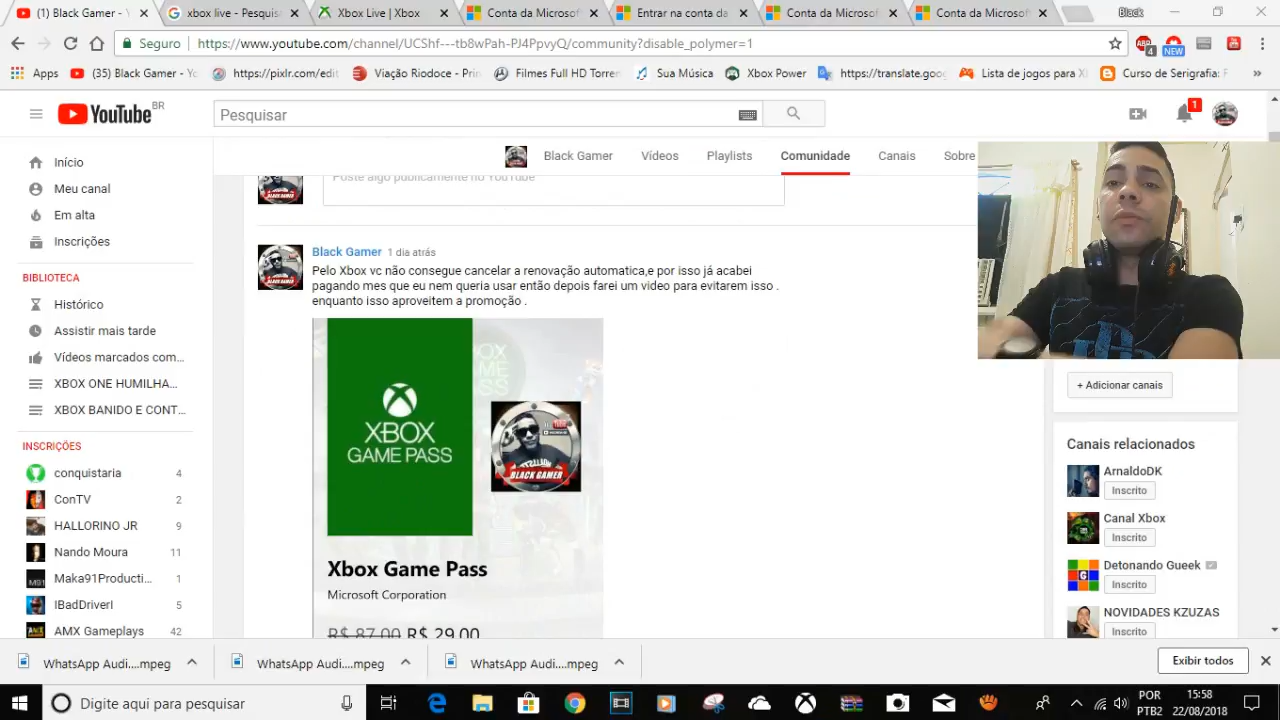 (1) Black Gamer - Y
xbox live - Pesquis
Xbox Live | Xbox
Conta da Microsof
Entrar na conta da
Conta da Microsof
Conta da Microsof
Black
Seguro
https://www.youtube.com/channel/UCShf---tb8wPah-PJ4PpvyQ/community?disable_polymer=1
ABP
4
NEW
Apps
(35) Black Gamer - Yo
https://pixlr.com/edit
Viação Riodoce - Prin
Filmes Full HD Torren
Sua Música
Xbox Power
https://translate.goog
Lista de jogos para Xb
Curso de Serigrafia: F
YouTube BR
Pesquisar
1
Início
Meu canal
Em alta
Inscrições
BIBLIOTECA
Histórico
Assistir mais tarde
Vídeos marcados com...
XBOX ONE HUMILHA...
XBOX BANIDO E CONT...
INSCRIÇÕES
conquistaria 4
ConTV 2
HALLORINO JR 9
Nando Moura 11
Maka91Producti... 1
IBadDriverI 5
AMX Gameplays 42
Black Gamer
Vídeos
Playlists
Comunidade
Canais
Sobre
Poste algo publicamente no YouTube
Black Gamer 1 dia atrás
Pelo Xbox vc não consegue cancelar a renovação automatica,e por isso já acabei
pagando mes que eu nem queria usar então depois farei um video para evitarem isso .
enquanto isso aproveitem a promoção .
XBOX
GAME PASS
BLACK GAMER
Xbox Game Pass
Microsoft Corporation
R$ 87,00 R$ 29,00
+ Adicionar canais
Canais relacionados
ArnaldoDK
Inscrito
Canal Xbox
Inscrito
Detonando Gueek
Inscrito
NOVIDADES KZUZAS
Inscrito
WhatsApp Audi....mpeg
WhatsApp Audi....mpeg
WhatsApp Audi....mpeg
Exibir todos
Digite aqui para pesquisar
POR
PTB2
15:58
22/08/2018